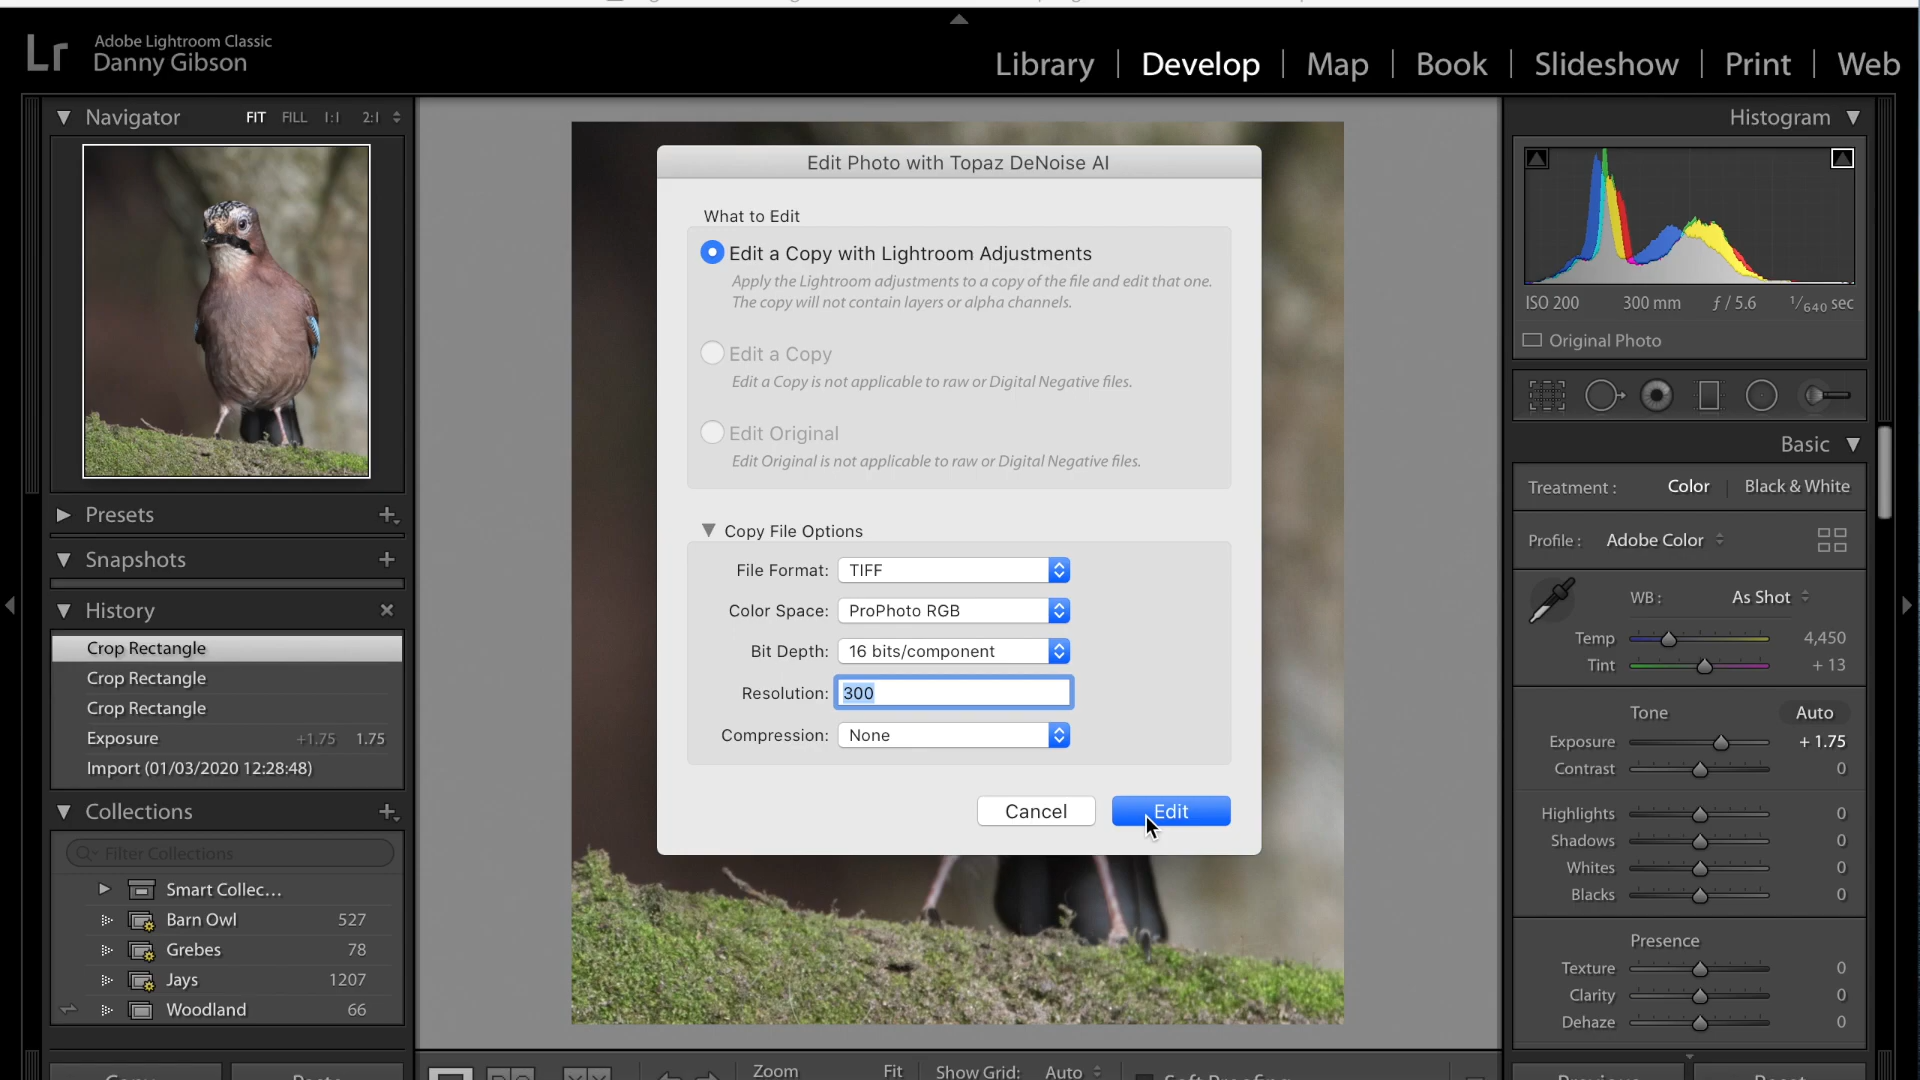 Adobe Lightroom Classic
Danny Gibson
Library | Develop | Map | Book | Slideshow | Print | Web
Navigator FIT FILL 1:1 2:1
Presets
Snapshots
History
Crop Rectangle
Crop Rectangle
Crop Rectangle
Exposure +1.75 1.75
Import (01/03/2020 12:28:48)
Collections
Filter Collections
Smart Collec...
Barn Owl 527
Grebes 78
Jays 1207
Woodland 66
Edit Photo with Topaz DeNoise AI
What to Edit
Edit a Copy with Lightroom Adjustments
Apply the Lightroom adjustments to a copy of the file and edit that one.
The copy will not contain layers or alpha channels.
Edit a Copy
Edit a Copy is not applicable to raw or Digital Negative files.
Edit Original
Edit Original is not applicable to raw or Digital Negative files.
Copy File Options
File Format: TIFF
Color Space: ProPhoto RGB
Bit Depth: 16 bits/component
Resolution: 300
Compression: None
Cancel Edit
Zoom Fit Show Grid: Auto
Histogram
ISO 200 300 mm ƒ / 5.6 1/640 sec
Original Photo
Basic
Treatment : Color | Black & White
Profile : Adobe Color
WB : As Shot
Temp 4,450
Tint + 13
Tone Auto
Exposure + 1.75
Contrast 0
Highlights 0
Shadows 0
Whites 0
Blacks 0
Presence
Texture 0
Clarity 0
Dehaze 0